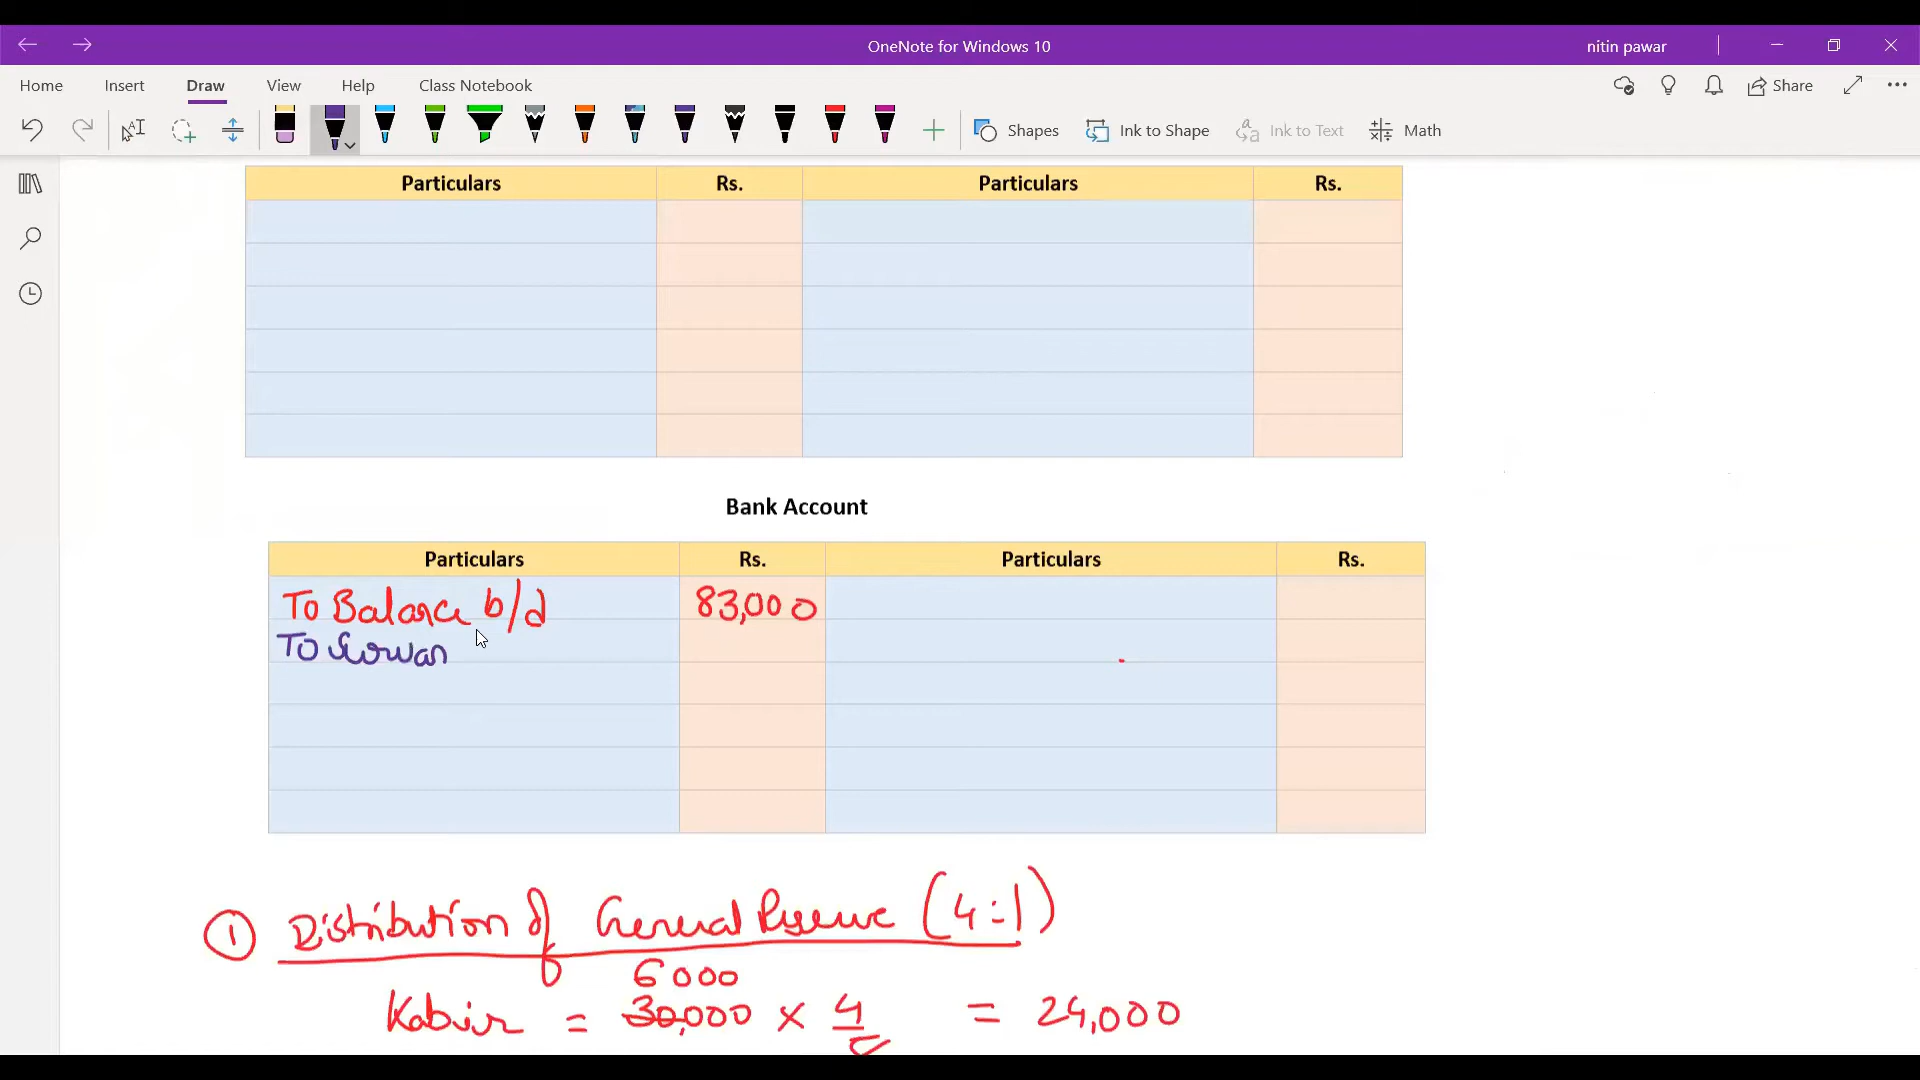 OneNote for Windows 10
nitin pawar
Home Insert Draw View Help Class Notebook
Share
Shapes Ink to Shape Ink to Text Math
Particulars Rs. Particulars Rs.
Bank Account
Particulars Rs. Particulars Rs.
To Balance b/d 83,000
To
1 Distribution of General Reserve (4:1)
6000
Kabir = 30,000 × 4 = 24,000